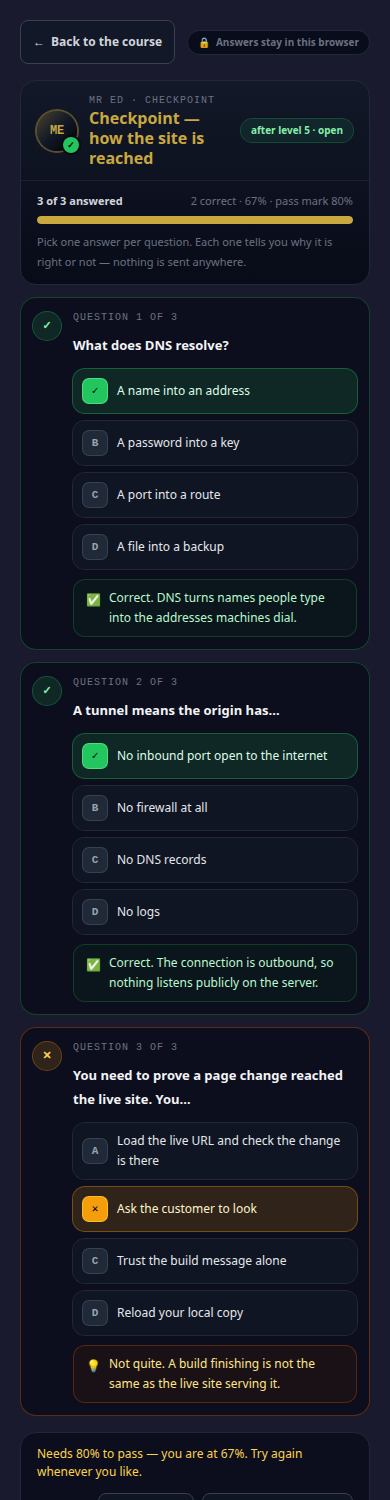 ← Back to the course
🔒 Answers stay in this browser
ME
✓
MR ED · CHECKPOINT
Checkpoint —
how the site is
reached
after level 5 · open
3 of 3 answered
2 correct · 67% · pass mark 80%
Pick one answer per question. Each one tells you why it is
right or not — nothing is sent anywhere.
✓
QUESTION 1 OF 3
What does DNS resolve?
✓ A name into an address
B A password into a key
C A port into a route
D A file into a backup
✅ Correct. DNS turns names people type
into the addresses machines dial.
✓
QUESTION 2 OF 3
A tunnel means the origin has...
✓ No inbound port open to the internet
B No firewall at all
C No DNS records
D No logs
✅ Correct. The connection is outbound, so
nothing listens publicly on the server.
✕
QUESTION 3 OF 3
You need to prove a page change reached
the live site. You...
A Load the live URL and check the change
is there
✕ Ask the customer to look
C Trust the build message alone
D Reload your local copy
💡 Not quite. A build finishing is not the
same as the live site serving it.
Needs 80% to pass — you are at 67%. Try again
whenever you like.